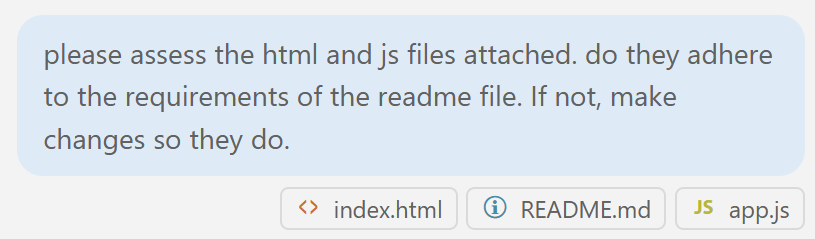 please assess the html and js files attached. do they adhere
to the requirements of the readme file. If not, make
changes so they do.
<> index.html
README.md
JS app.js